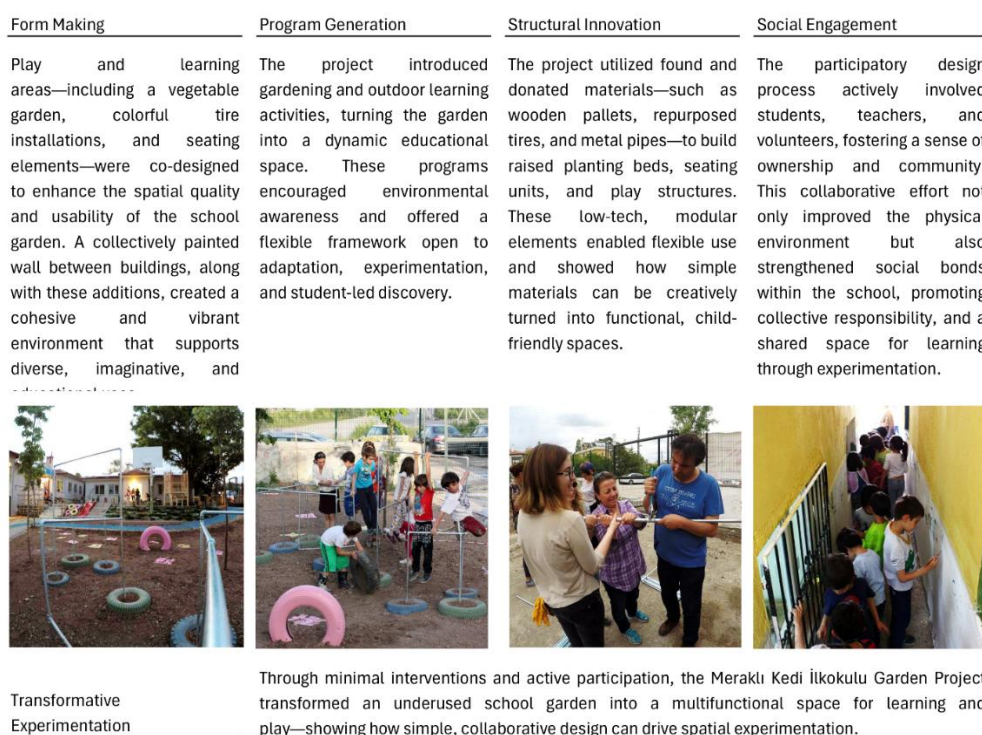 Form Making
Play and learning
areas—including a vegetable
garden, colorful tire
installations, and seating
elements—were co-designed
to enhance the spatial quality
and usability of the school
garden. A collectively painted
wall between buildings, along
with these additions, created a
cohesive and vibrant
environment that supports
diverse, imaginative, and
Program Generation
The project introduced
gardening and outdoor learning
activities, turning the garden
into a dynamic educational
space. These programs
encouraged environmental
awareness and offered a
flexible framework open to
adaptation, experimentation,
and student-led discovery.
Structural Innovation
The project utilized found and
donated materials—such as
wooden pallets, repurposed
tires, and metal pipes—to build
raised planting beds, seating
units, and play structures.
These low-tech, modular
elements enabled flexible use
and showed how simple
materials can be creatively
turned into functional, child-
friendly spaces.
Social Engagement
The participatory design
process actively involved
students, teachers, and
volunteers, fostering a sense of
ownership and community.
This collaborative effort not
only improved the physical
environment but also
strengthened social bonds
within the school, promoting
collective responsibility, and a
shared space for learning
through experimentation.
Transformative
Experimentation
Through minimal interventions and active participation, the Meraklı Kedi İlkokulu Garden Project
transformed an underused school garden into a multifunctional space for learning and
play—showing how simple, collaborative design can drive spatial experimentation.